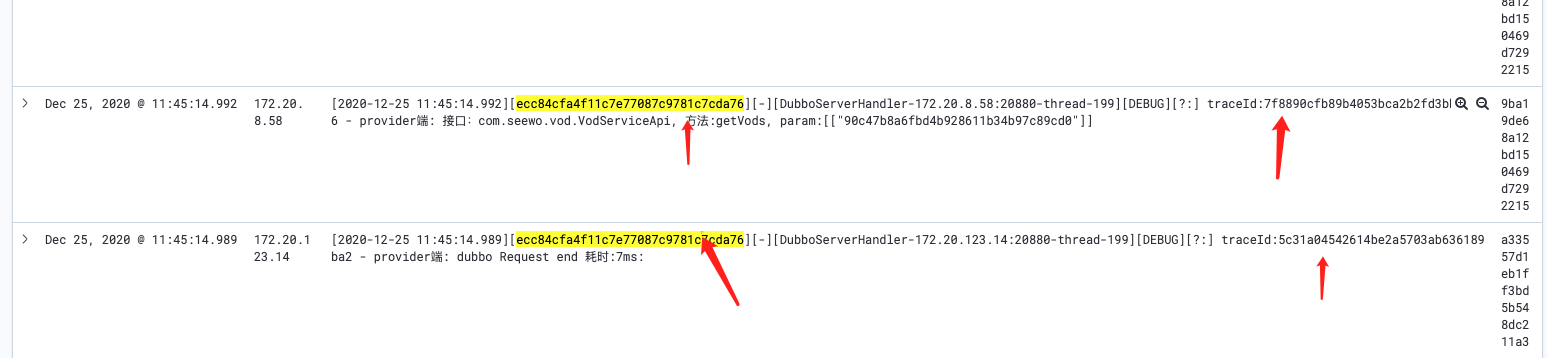 8a12
bd15
0469
d729
2215
Dec 25, 2020 @ 11:45:14.992
172.20.
8.58
[2020-12-25 11:45:14.992][ecc84cfa4f11c7e77087c9781c7cda76][-][DubboServerHandler-172.20.8.58:20880-thread-199][DEBUG][?:] traceId:7f8890cfb89b4053bca2b2fd3bl
6 - provider端: 接口: com.seewo.vod.VodServiceApi, 方法:getVods, param:[["90c47b8a6fbd4b928611b34b97c89cd0"]]
9ba1
9de6
8a12
bd15
0469
d729
2215
Dec 25, 2020 @ 11:45:14.989
172.20.1
23.14
[2020-12-25 11:45:14.989][ecc84cfa4f11c7e77087c9781c7cda76][-][DubboServerHandler-172.20.123.14:20880-thread-199][DEBUG][?:] traceId:5c31a04542614be2a5703ab636189
ba2 - provider端: dubbo Request end 耗时:7ms:
a335
57d1
eb1f
f3bd
5b54
8dc2
11a3